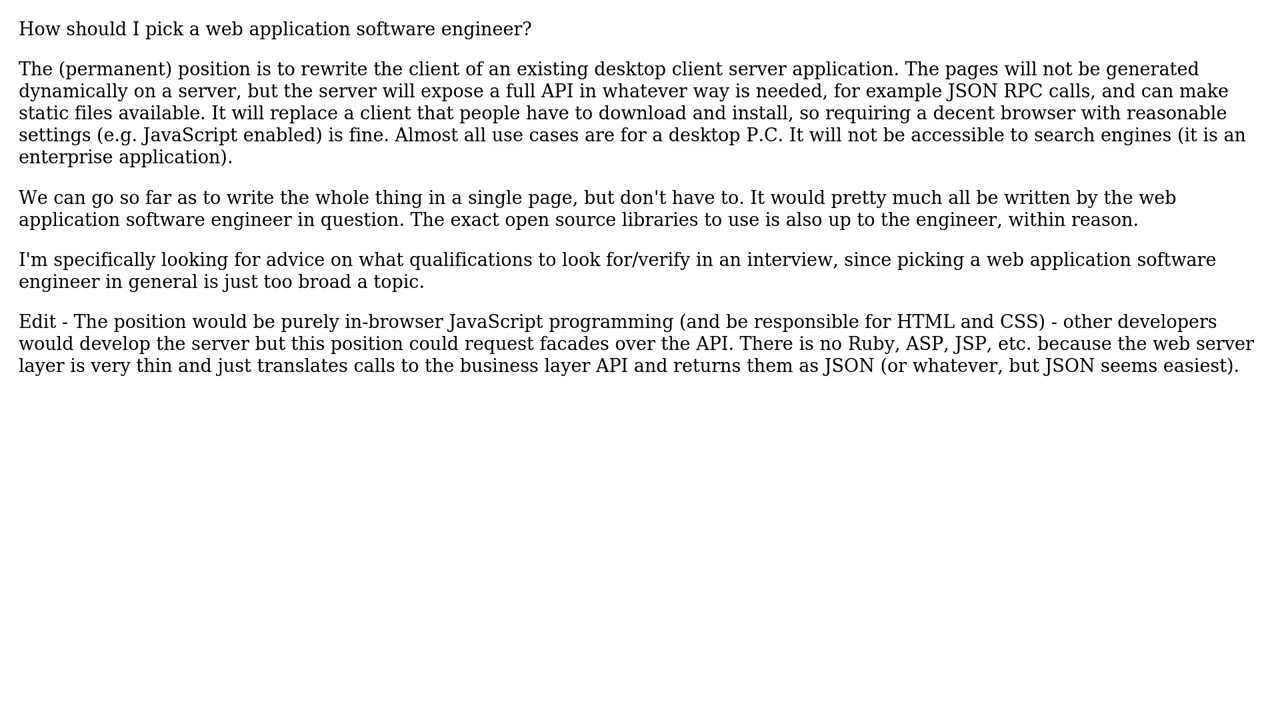 How should I pick a web application software engineer?
The (permanent) position is to rewrite the client of an existing desktop client server application. The pages will not be generated
dynamically on a server, but the server will expose a full API in whatever way is needed, for example JSON RPC calls, and can make
static files available. It will replace a client that people have to download and install, so requiring a decent browser with reasonable
settings (e.g. JavaScript enabled) is fine. Almost all use cases are for a desktop P.C. It will not be accessible to search engines (it is an
enterprise application).
We can go so far as to write the whole thing in a single page, but don't have to. It would pretty much all be written by the web
application software engineer in question. The exact open source libraries to use is also up to the engineer, within reason.
I'm specifically looking for advice on what qualifications to look for/verify in an interview, since picking a web application software
engineer in general is just too broad a topic.
Edit - The position would be purely in-browser JavaScript programming (and be responsible for HTML and CSS) - other developers
would develop the server but this position could request facades over the API. There is no Ruby, ASP, JSP, etc. because the web server
layer is very thin and just translates calls to the business layer API and returns them as JSON (or whatever, but JSON seems easiest).